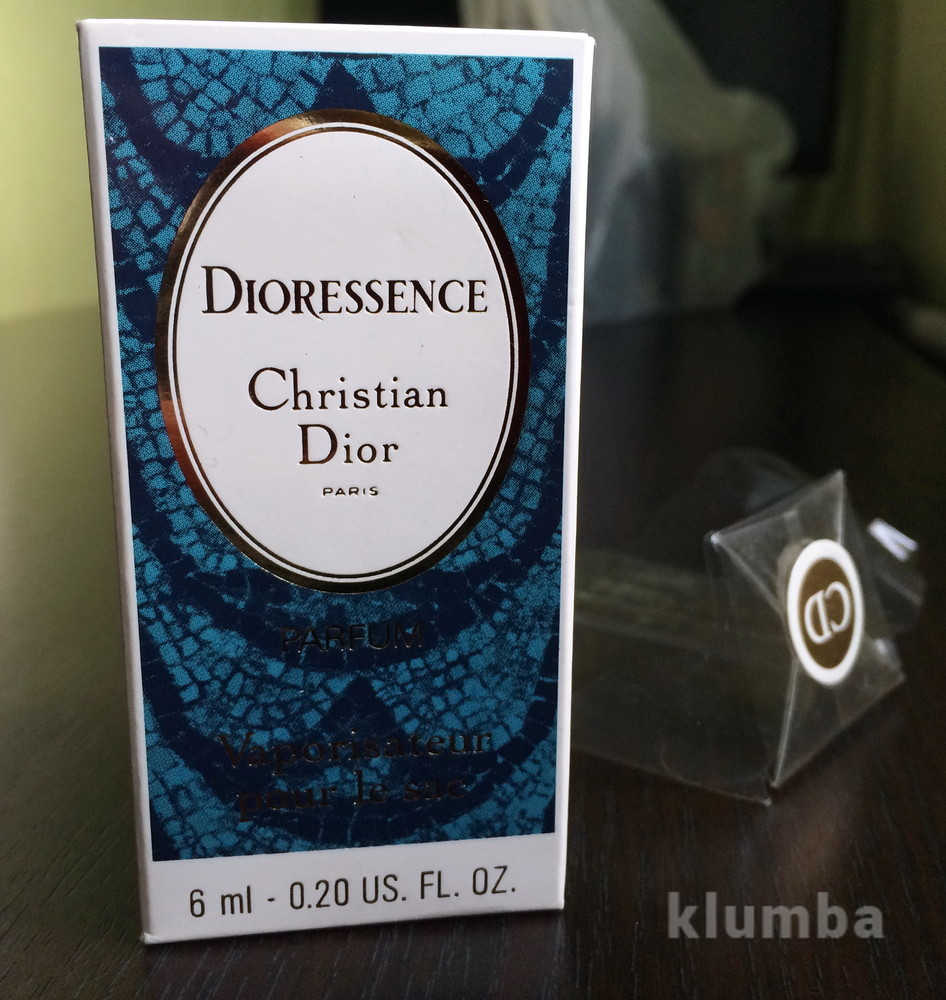 DIORESSENCE
Christian
Dior
PARIS
PARFUM
Vaporisateur
pour le sac
6 ml - 0.20 US. FL. OZ.
CD
klumba